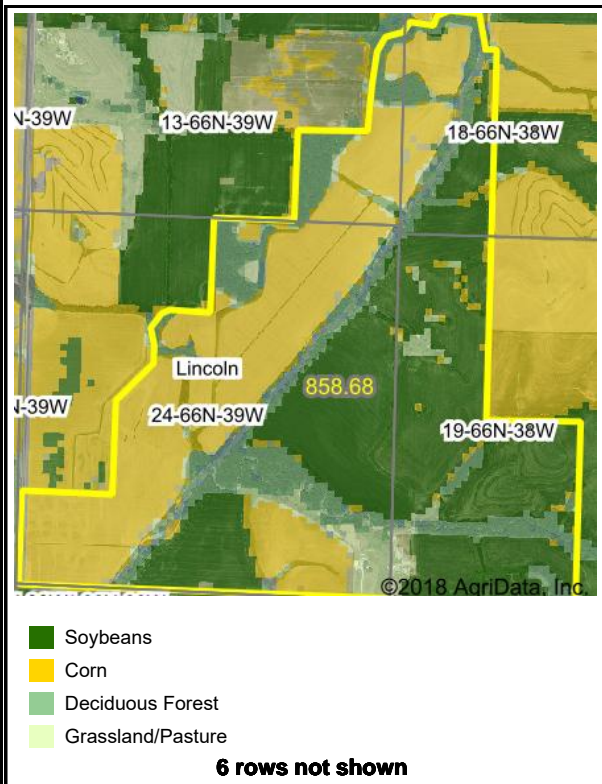 N-39W
13-66N-39W
18-66N-38W
Lincoln
858.68
N-39W
24-66N-39W
19-66N-38W
©2018 AgriData, Inc.
Soybeans
Corn
Deciduous Forest
Grassland/Pasture
6 rows not shown